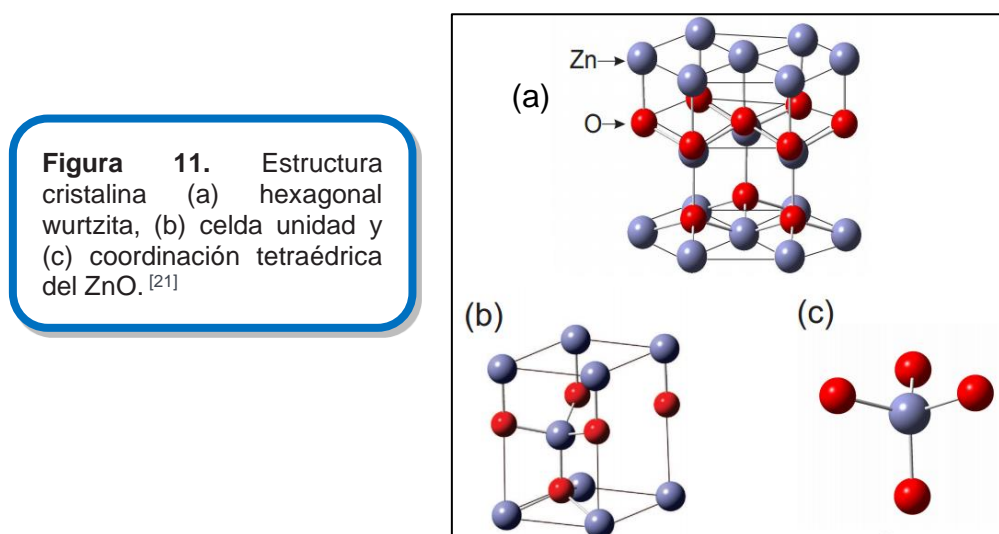 Figura 11. Estructura
cristalina (a) hexagonal
wurtzita, (b) celda unidad y
(c) coordinación tetraédrica
del ZnO. [21]
(a)
Zn
O
(b)
(c)